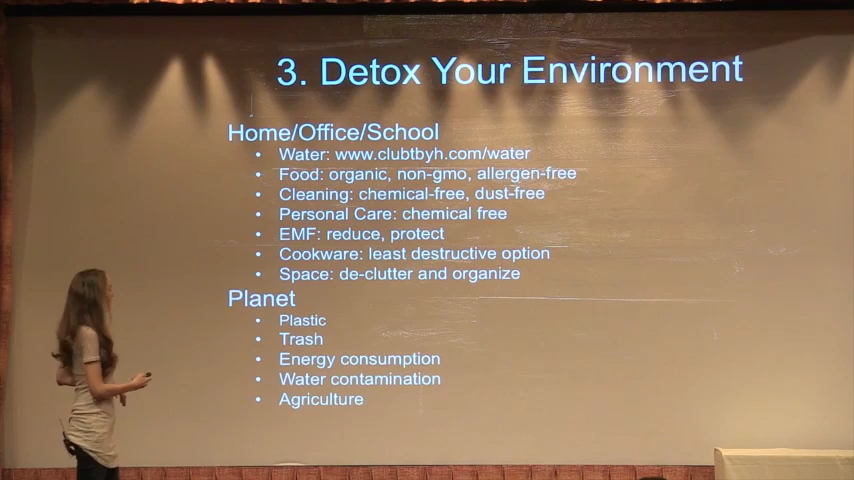 3. Detox Your Environment
Home/Office/School
• Water: www.clubtbyh.com/water
• Food: organic, non-gmo, allergen-free
• Cleaning: chemical-free, dust-free
• Personal Care: chemical free
• EMF: reduce, protect
• Cookware: least destructive option
• Space: de-clutter and organize
Planet
• Plastic
• Trash
• Energy consumption
• Water contamination
• Agriculture